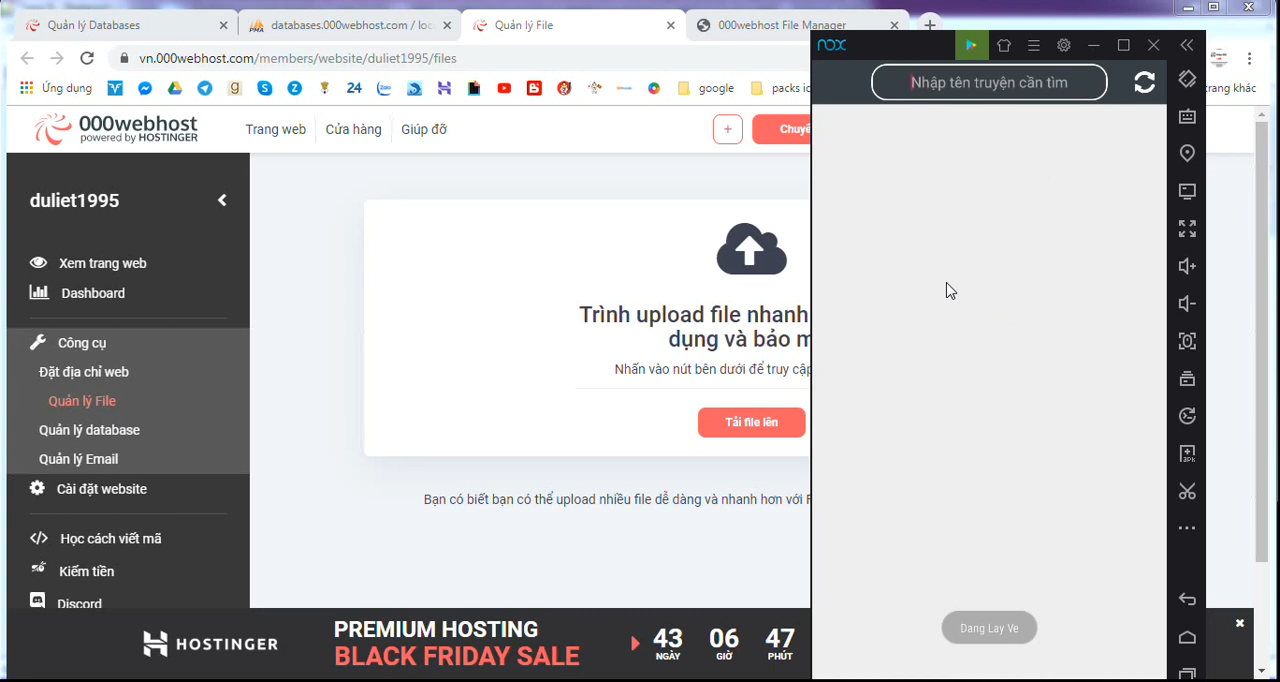 Quản lý Databases
databases.000webhost.com / loc
Quản lý File
000webhost File Manager
vn.000webhost.com/members/website/duliet1995/files
Ứng dụng
24
google
packs ic
trang khác
000webhost
powered by HOSTINGER
Trang web
Cửa hàng
Giúp đỡ
+
Chuyể
nox
Nhập tên truyện cần tìm
duliet1995
Xem trang web
Dashboard
Công cụ
Đặt địa chỉ web
Quản lý File
Quản lý database
Quản lý Email
Cài đặt website
Học cách viết mã
Kiếm tiền
Discord
Trình upload file nhanh
dụng và bảo m
Nhấn vào nút bên dưới để truy cập
Tải file lên
Bạn có biết bạn có thể upload nhiều file dễ dàng và nhanh hơn với F
Dang Lay Ve
HOSTINGER
PREMIUM HOSTING
BLACK FRIDAY SALE
43
NGÀY
06
GIỜ
47
PHÚT